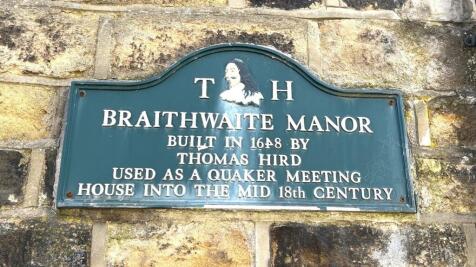 T H
BRAITHWAITE MANOR
BUILT IN 1648 BY
THOMAS HIRD
USED AS A QUAKER MEETING
HOUSE INTO THE MID 18th CENTURY